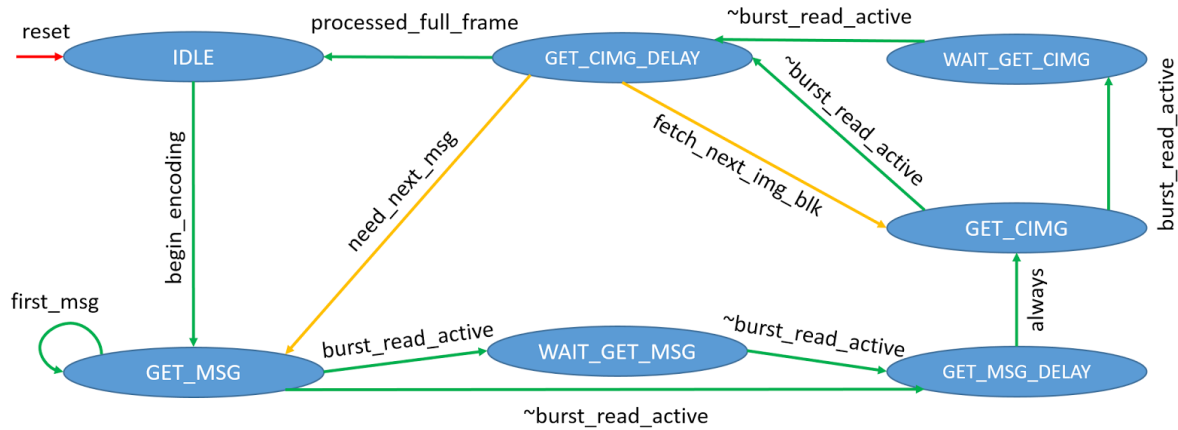 reset
IDLE
processed_full_frame
GET_CIMG_DELAY
~burst_read_active
WAIT_GET_CIMG
~burst_read_active
burst_read_active
begin_encoding
need_next_msg
fetch_next_img_blk
GET_CIMG
first_msg
always
GET_MSG
burst_read_active
WAIT_GET_MSG
~burst_read_active
GET_MSG_DELAY
~burst_read_active